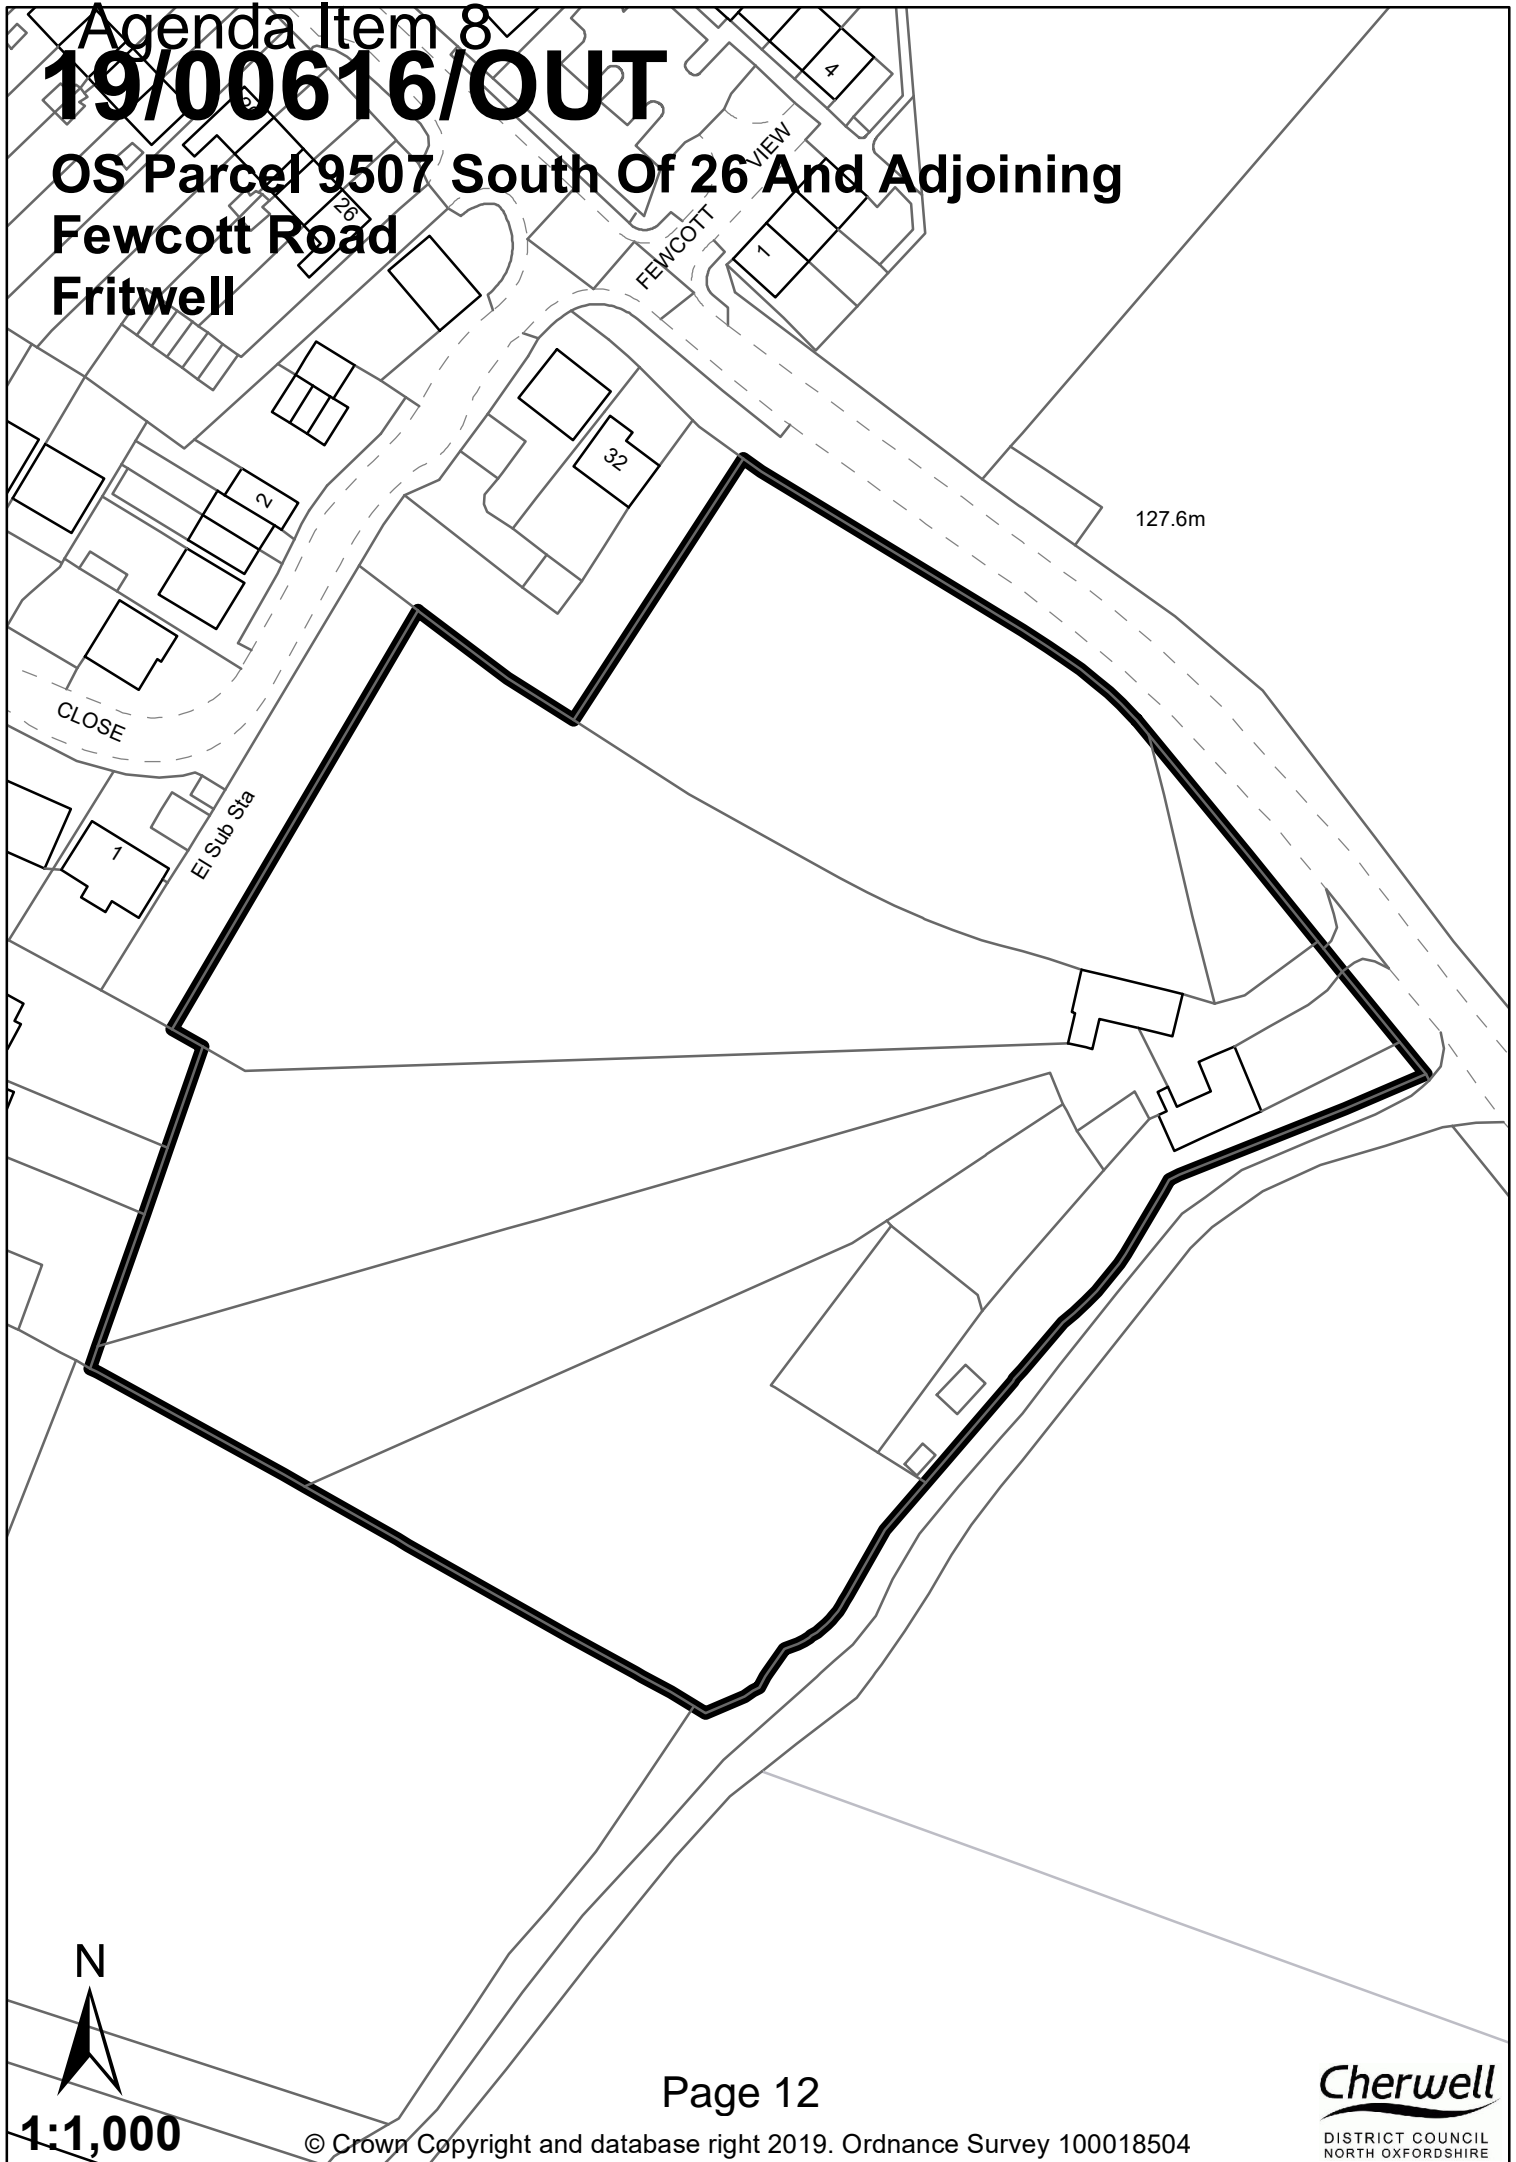 Agenda Item 8
19/00616/OUT
OS Parcel 9507 South Of 26 And Adjoining
Fewcott Road
Fritwell
4
VIEW
FEWCOTT
1
26
32
2
127.6m
CLOSE
El Sub Sta
1
N
1:1,000
Page 12
© Crown Copyright and database right 2019. Ordnance Survey 100018504
Cherwell
DISTRICT COUNCIL
NORTH OXFORDSHIRE